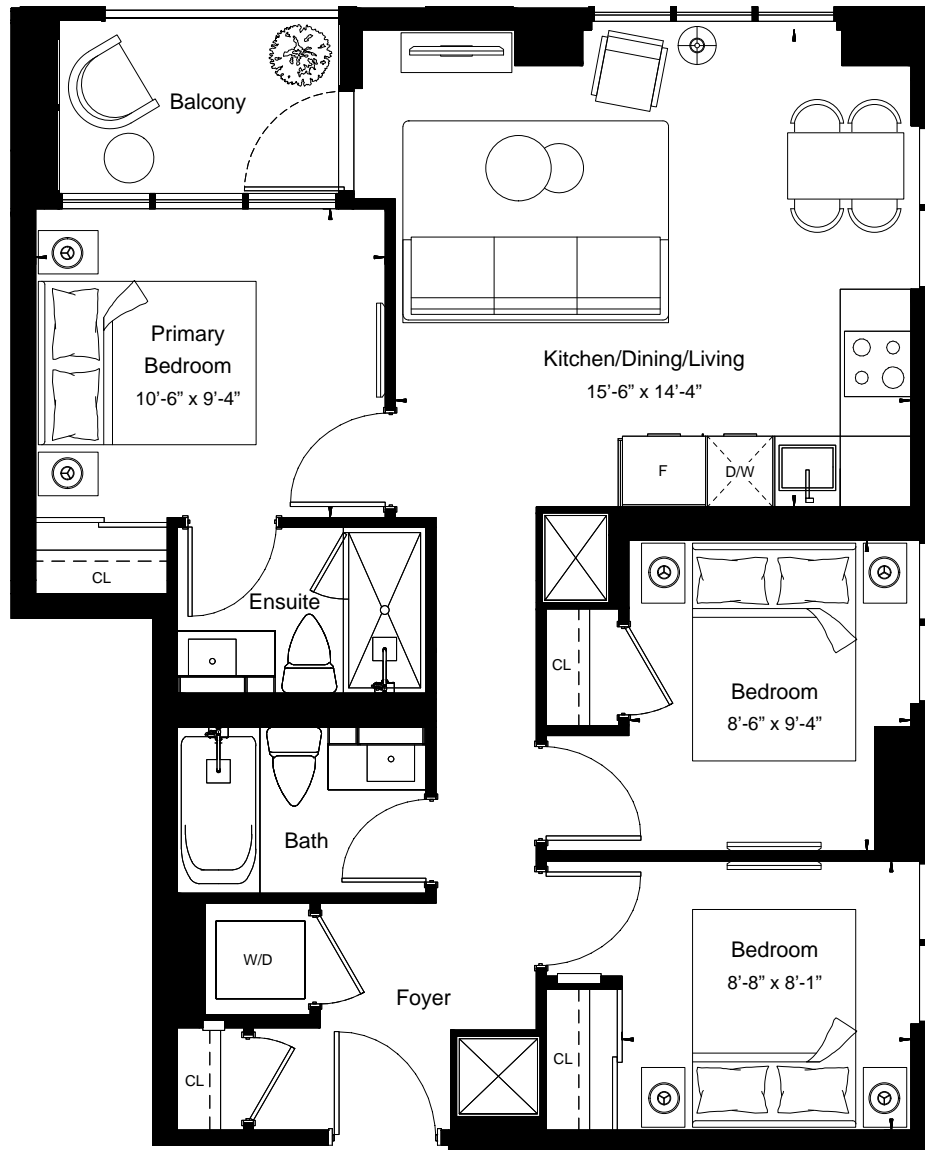 Balcony
Primary
Bedroom
10’-6” x 9’-4”
Kitchen/Dining/Living
15’-6” x 14’-4”
F
D/W
CL
Ensuite
CL
Bedroom
8’-6” x 9’-4”
Bath
W/D
Bedroom
8’-8” x 8’-1”
Foyer
CL
CL